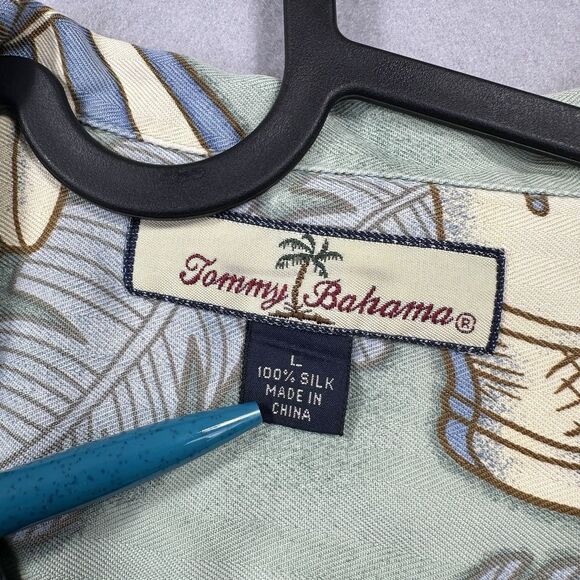 Tommy Bahama®
L
100% SILK
MADE IN
CHINA